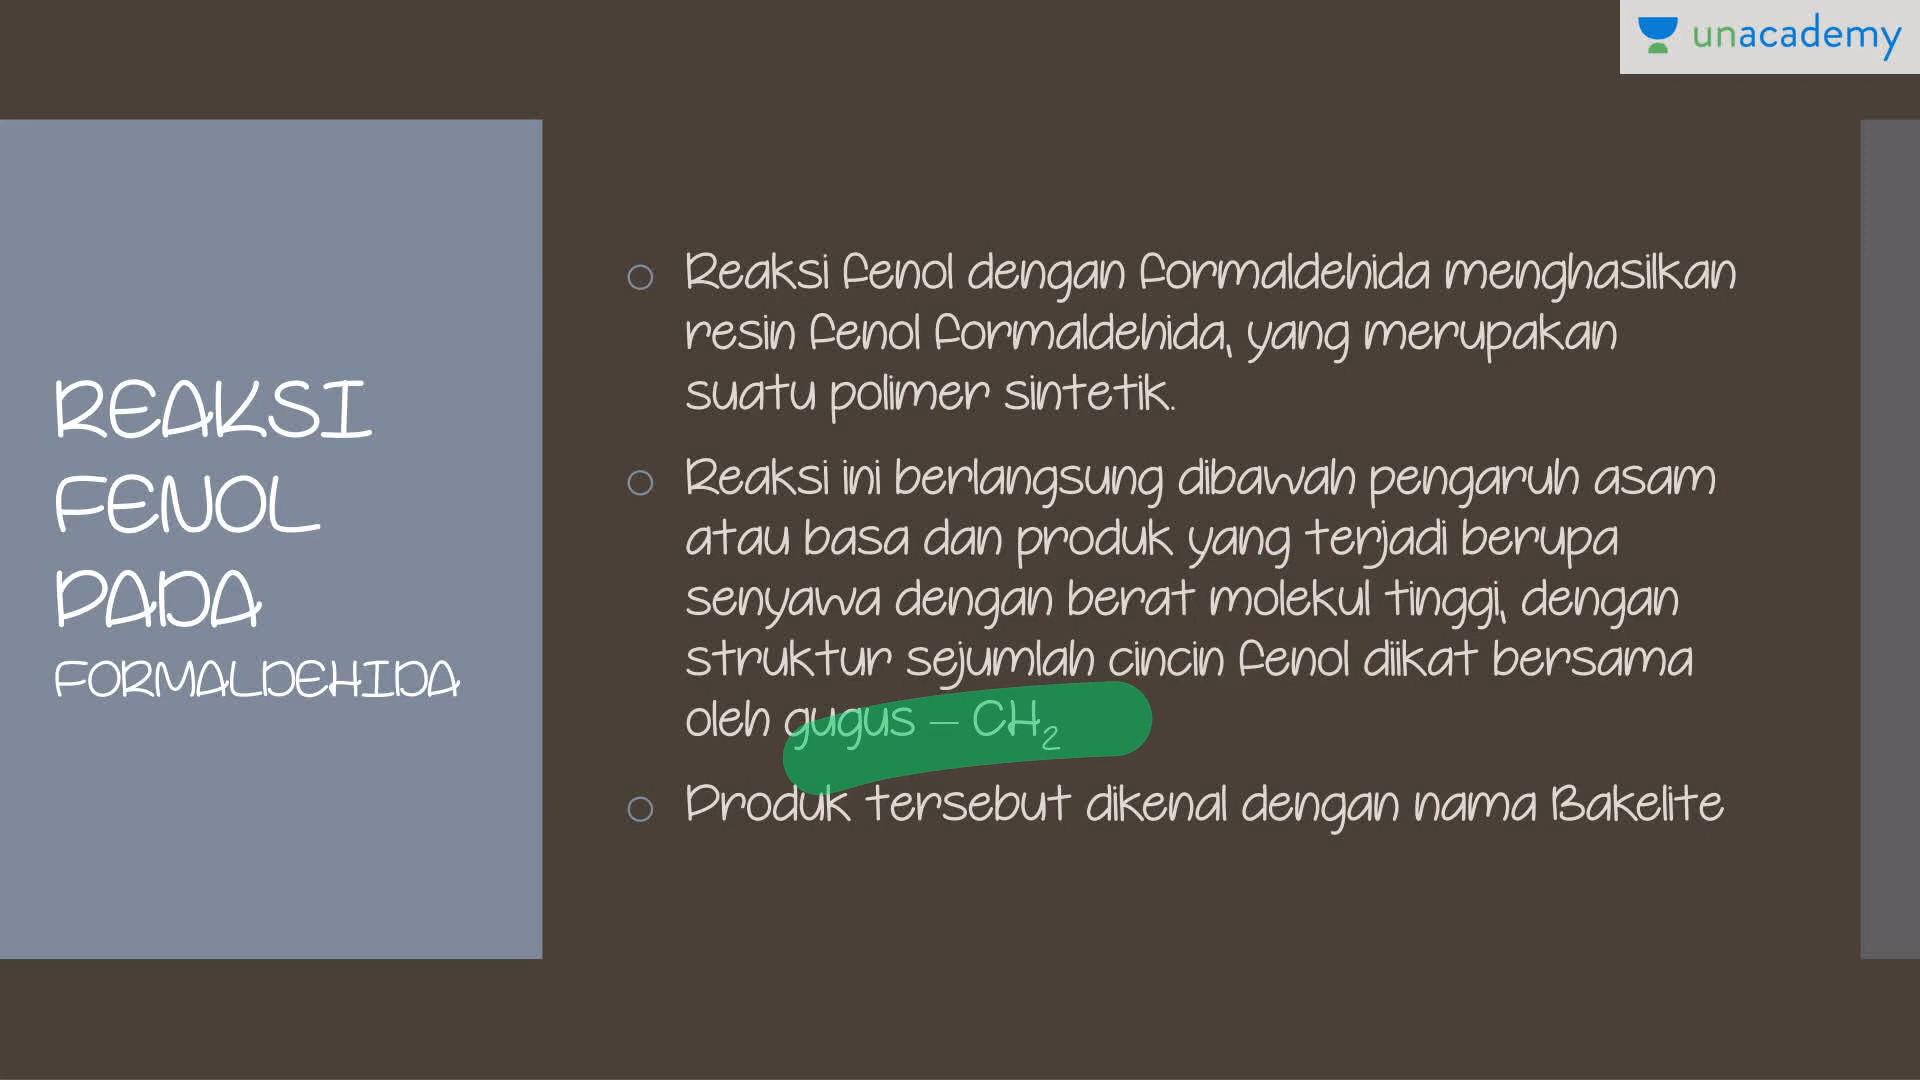 unacademy
REAKSI
FENOL
PADA
FORMALDEHIDA
Reaksi fenol dengan formaldehida menghasilkan
resin fenol formaldehida, yang merupakan
suatu polimer sintetik.
Reaksi ini berlangsung dibawah pengaruh asam
atau basa dan produk yang terjadi berupa
senyawa dengan berat molekul tinggi, dengan
struktur sejumlah cincin fenol diikat bersama
oleh gugus – CH₂
Produk tersebut dikenal dengan nama Bakelite